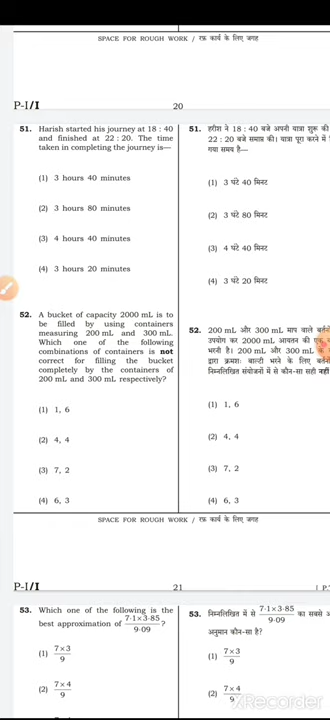 SPACE FOR ROUGH WORK / रफ़ कार्य के लिए जगह
P-I/I
20
51. Harish started his journey at 18 : 40
and finished at 22 : 20. The time
taken in completing the journey is—
(1) 3 hours 40 minutes
(2) 3 hours 80 minutes
(3) 4 hours 40 minutes
(4) 3 hours 20 minutes
52. A bucket of capacity 2000 mL is to
be filled by using containers
measuring 200 mL and 300 mL.
Which one of the following
combinations of containers is not
correct for filling the bucket
completely by the containers of
200 mL and 300 mL respectively?
(1) 1, 6
(2) 4, 4
(3) 7, 2
(4) 6, 3
51. हरीश ने 18 : 40 बजे अपनी यात्रा शुरू की
22 : 20 बजे समाप्त की। यात्रा पूरा करने में
गया समय है—
(1) 3 घंटे 40 मिनट
(2) 3 घंटे 80 मिनट
(3) 4 घंटे 40 मिनट
(4) 3 घंटे 20 मिनट
52. 200 mL और 300 mL माप वाले बर्तनों
उपयोग कर 2000 mL आयतन की
भरनी है। 200 mL और 300 mL के
द्वारा क्रमशः बाल्टी भरने के लिए
निम्नलिखित संयोजनों में से कौन-सा सही नहीं
(1) 1, 6
(2) 4, 4
(3) 7, 2
(4) 6, 3
SPACE FOR ROUGH WORK / रफ़ कार्य के लिए जगह
P-I/I
21
[ P.
53. Which one of the following is the
best approximation of (7·1×3·85)/9·09?
(1) (7×3)/9
(2) (7×4)/9
53. निम्नलिखित में से (7·1×3·85)/9·09 का सबसे
अनुमान कौन-सा है?
(1) (7×3)/9
(2) (7×4)/9
XRecorder